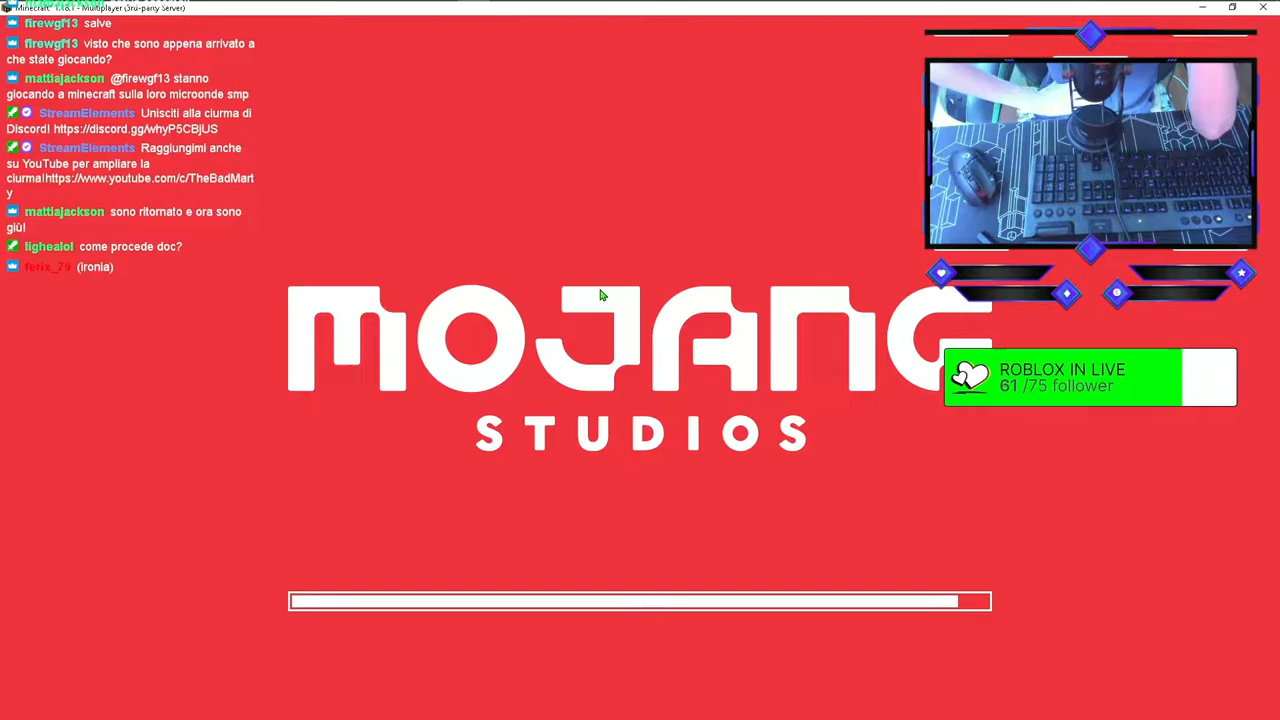 Minecraft* 1.18.1 - Multiplayer (3rd-party Server)
firewgf13 salve
firewgf13 visto che sono appena arrivato a
che state giocando?
mattiajackson @firewgf13 stanno
giocando a minecraft sulla loro microonde smp
StreamElements Unisciti alla ciurma di
Discord! https://discord.gg/whyP5CBjUS
StreamElements Raggiungimi anche
su YouTube per ampliare la
ciurma!https://www.youtube.com/c/TheBadMart
y
mattiajackson sono ritornato e ora sono
giù!
lighealol come procede doc?
ferix_79 (ironia)
MOJANG
STUDIOS
ROBLOX IN LIVE
61 /75 follower